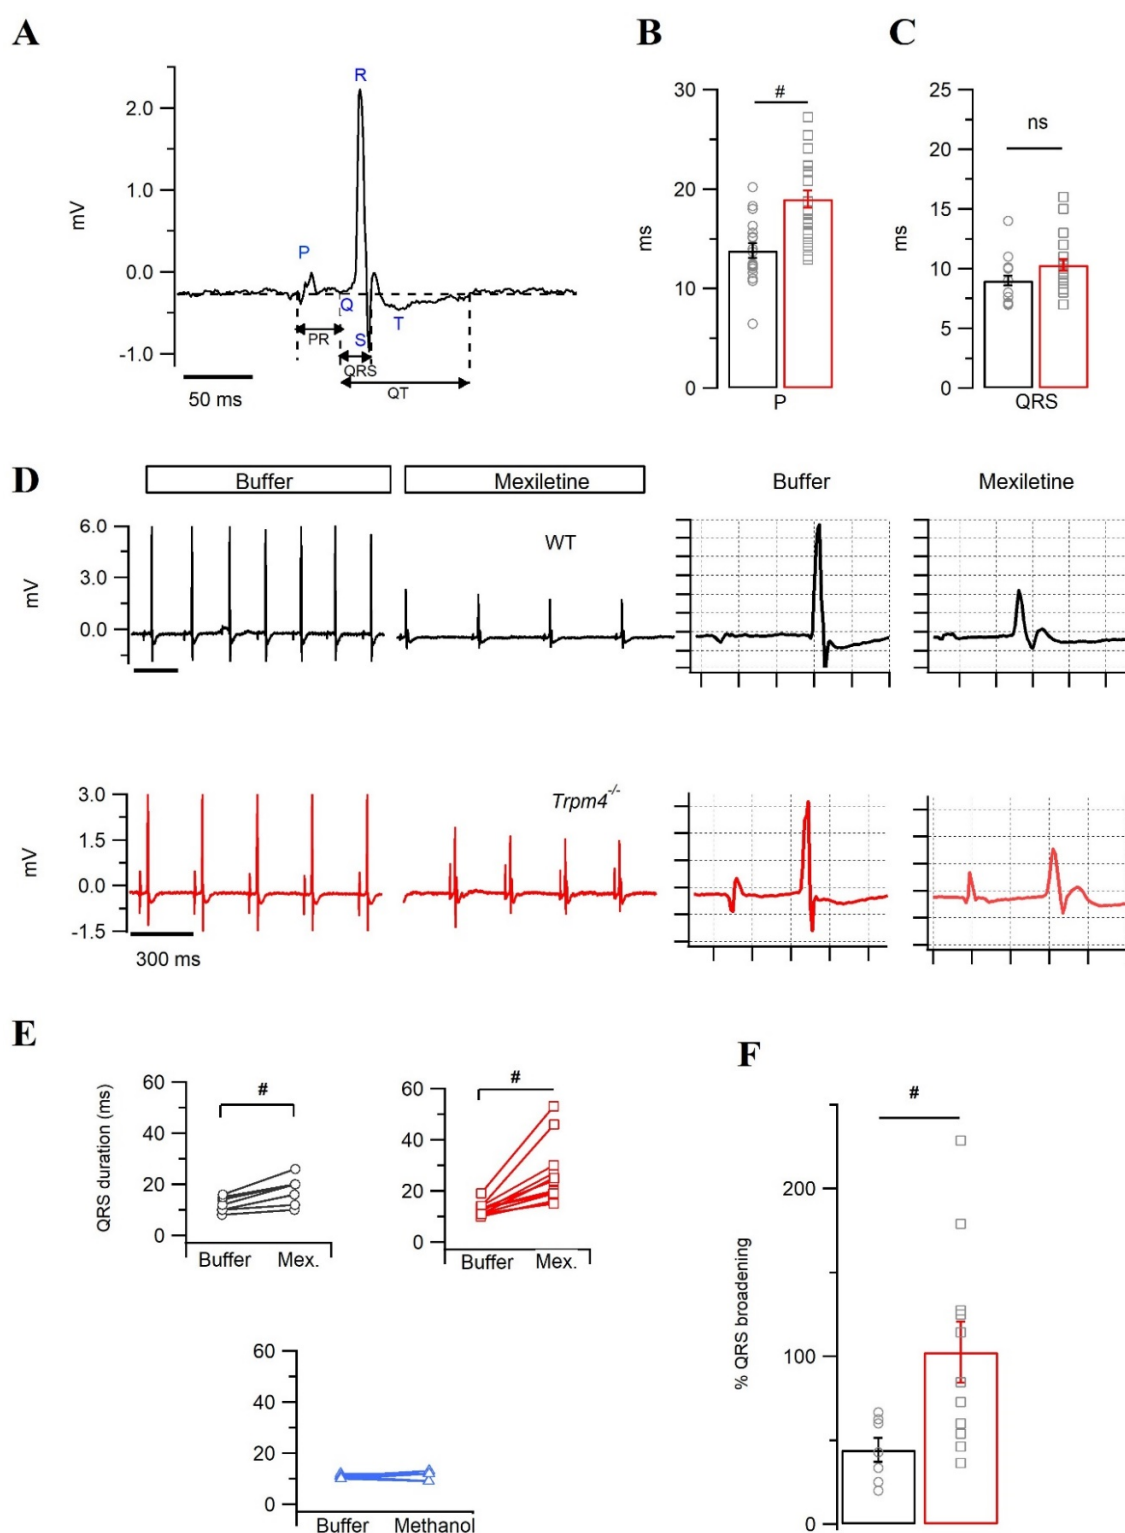 A
2.0
1.0
0.0
-1.0
mV
R
P
Q
S
T
PR
QRS
QT
50 ms
B
30
20
10
0
ms
#
P
C
25
20
15
10
5
0
ms
ns
QRS
D
Buffer
Mexiletine
Buffer
Mexiletine
6.0
3.0
0.0
mV
WT
3.0
1.5
0.0
-1.5
mV
Trpm4-/-
300 ms
E
QRS duration (ms)
60
40
20
0
#
Buffer Mex.
60
40
20
0
#
Buffer Mex.
60
40
20
0
Buffer Methanol
F
% QRS broadening
200
100
0
#